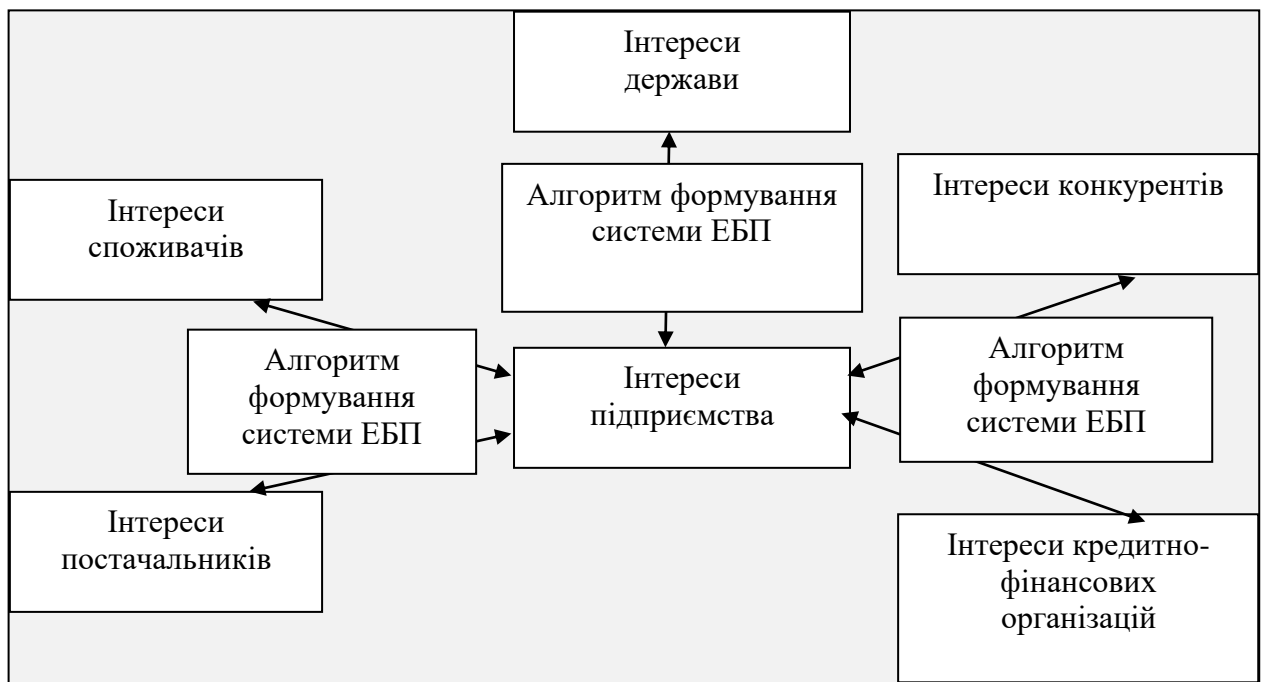 Інтереси
держави
Алгоритм формування
системи ЕБП
Інтереси конкурентів
Інтереси
споживачів
Алгоритм
формування
системи ЕБП
Інтереси
підприємства
Алгоритм
формування
системи ЕБП
Інтереси
постачальників
Інтереси кредитно-
фінансових
організацій